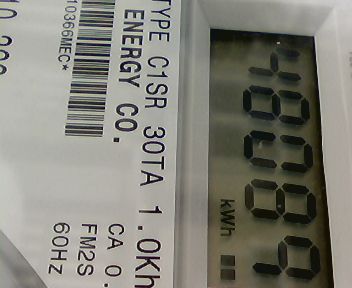 kWh
TYPE C1SR 30TA 1.0Kh
ENERGY CO.
CA 0.
FM2S
60HZ
10366MEC*